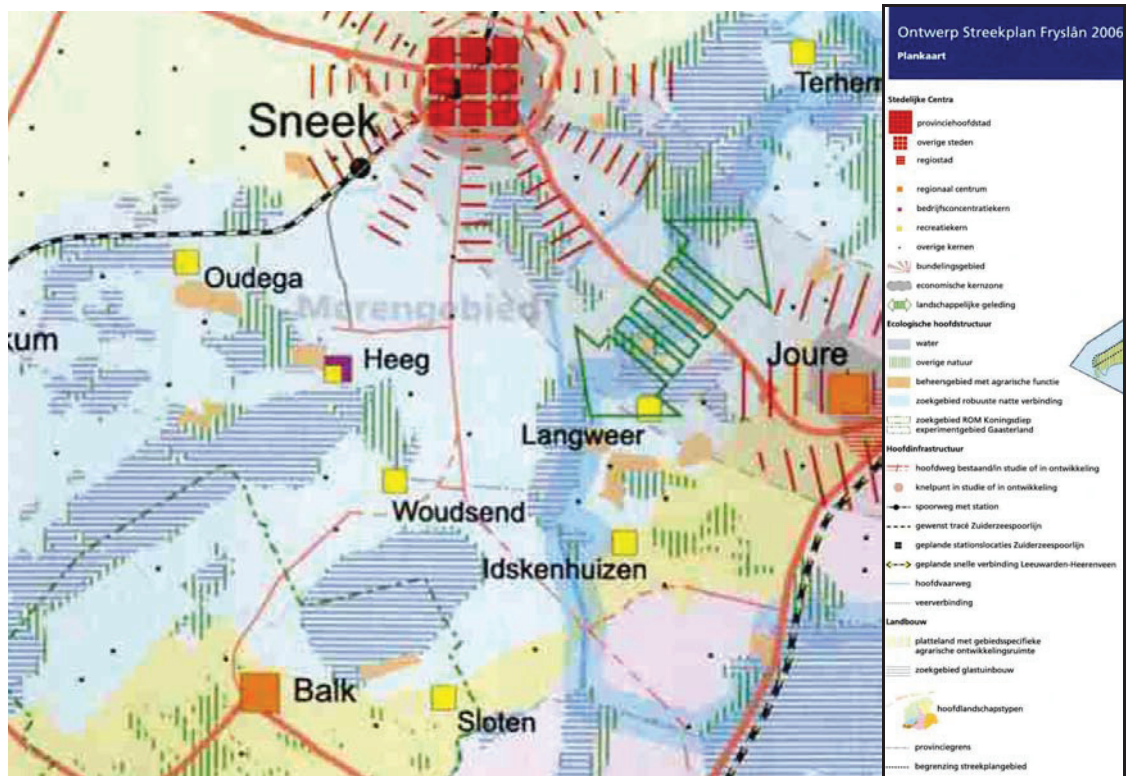 Terherr
Sneek
Oudega
Merengebied
kum
Heeg
Joure
Langweer
Woudsend
Idskenhuizen
Balk
Sloten
Ontwerp Streekplan Fryslân 2006
Plankaart
Stedelijke Centra
provinciehoofdstad
overige steden
regiostad
regionaal centrum
bedrijfsconcentratiekern
recreatiekern
overige kernen
bundelingsgebied
economische kernzone
landschappelijke geleding
Ecologische hoofdstructuur
water
overige natuur
beheersgebied met agrarische functie
zoekgebied robuuste natte verbinding
zoekgebied ROM Koningsdiep
experimentgebied Gaasterland
Hoofdinfrastructuur
hoofdweg bestaand/in studie of in ontwikkeling
knelpunt in studie of in ontwikkeling
spoorweg met station
gewenst tracé Zuiderzeespoorlijn
geplande stationslocaties Zuiderzeespoorlijn
geplande snelle verbinding Leeuwarden-Heerenveen
hoofdvaarweg
veerverbinding
Landbouw
platteland met gebiedsspecifieke
agrarische ontwikkelingsruimte
zoekgebied glastuinbouw
hoofdlandschapstypen
provinciegrens
begrenzing streekplangebied